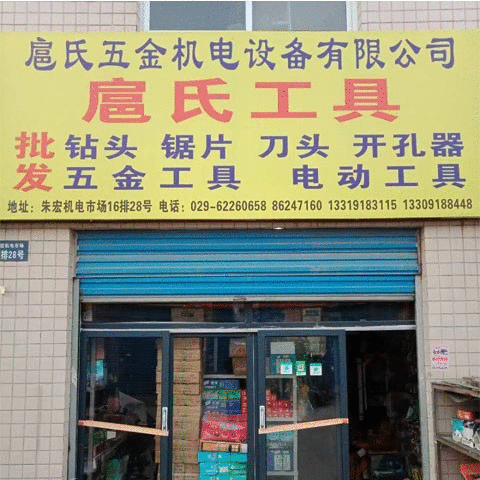 扈氏五金机电设备有限公司
扈氏工具
批发 钻头 锯片 刀头 开孔器
五金工具 电动工具
地址：朱宏机电市场16排28号 电话：029-62260658 86247160 13319183115 13309188448
排28号